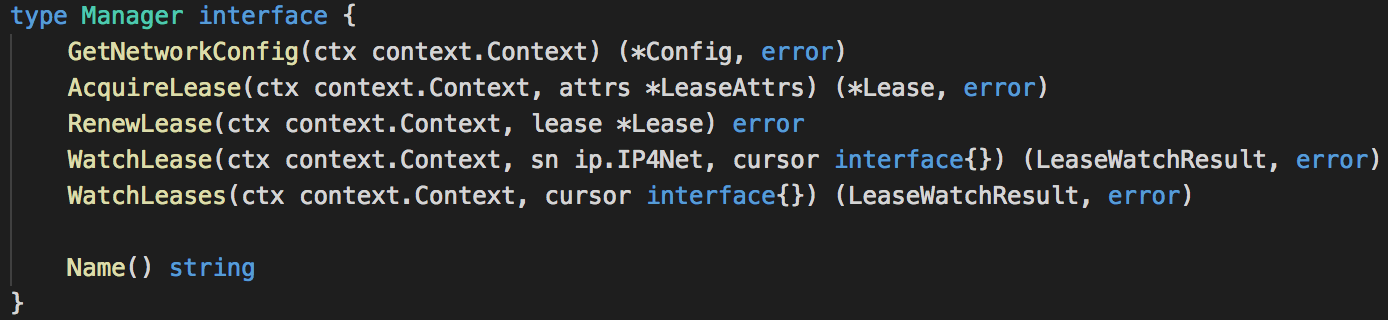 type Manager interface {
    GetNetworkConfig(ctx context.Context) (*Config, error)
    AcquireLease(ctx context.Context, attrs *LeaseAttrs) (*Lease, error)
    RenewLease(ctx context.Context, lease *Lease) error
    WatchLease(ctx context.Context, sn ip.IP4Net, cursor interface{}) (LeaseWatchResult, error)
    WatchLeases(ctx context.Context, cursor interface{}) (LeaseWatchResult, error)

    Name() string
}